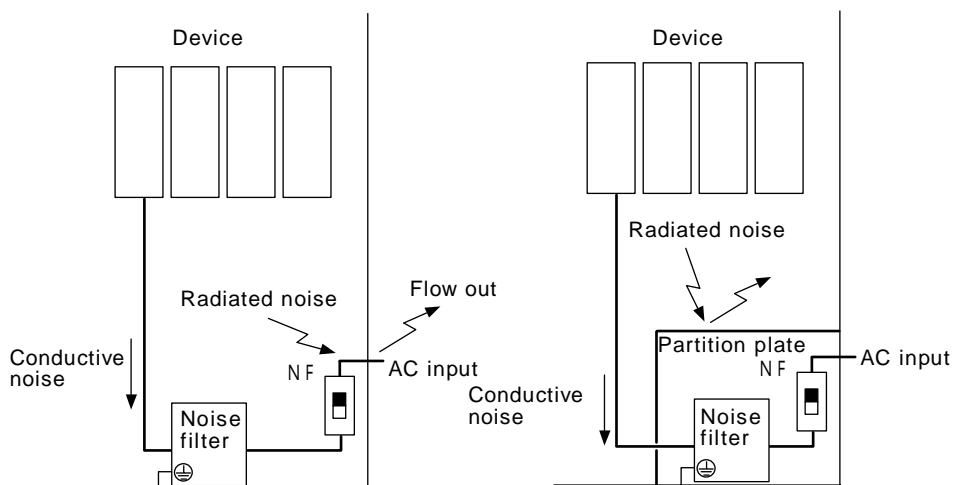 Device
Radiated noise
Flow out
Conductive
noise
NF
AC input
Noise
filter
Device
Radiated noise
Partition plate
NF
AC input
Conductive
noise
Noise
filter